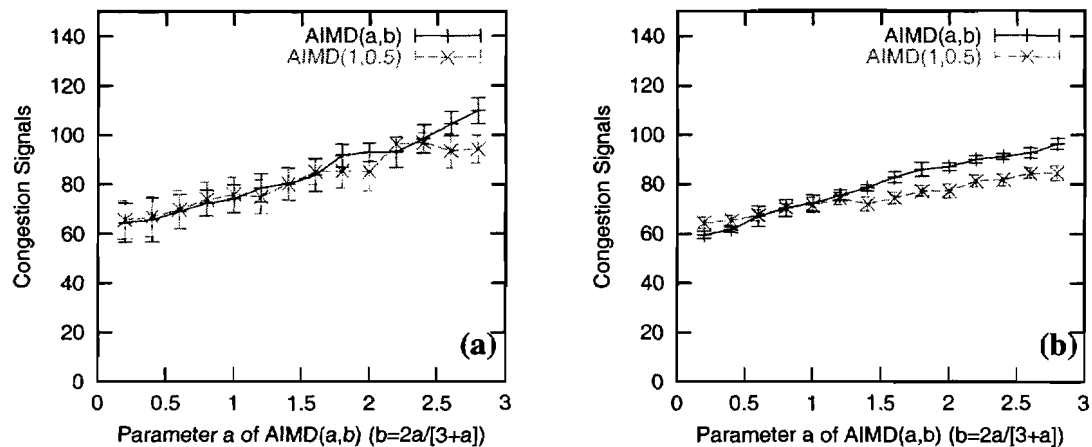 140
120
100
80
60
40
20
0
Congestion Signals
AIMD(a,b)
AIMD(1,0.5)
(a)
0 0.5 1 1.5 2 2.5 3
Parameter a of AIMD(a,b) (b=2a/[3+a])
140
120
100
80
60
40
20
0
Congestion Signals
AIMD(a,b)
AIMD(1,0.5)
(b)
0 0.5 1 1.5 2 2.5 3
Parameter a of AIMD(a,b) (b=2a/[3+a])